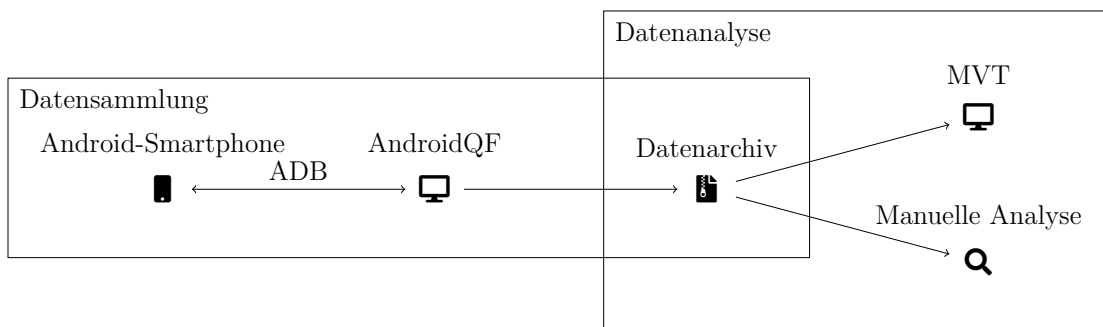 Datenanalyse
MVT
Datensammlung
Android-Smartphone
AndroidQF
Datenarchiv
ADB
Manuelle Analyse